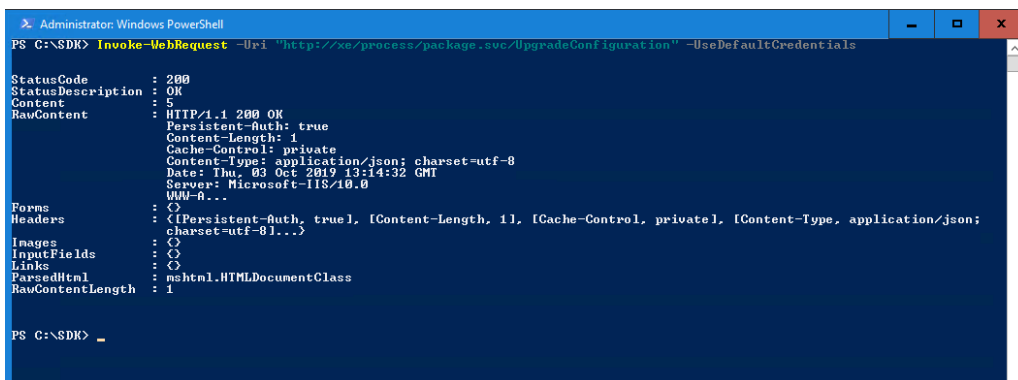 Administrator: Windows PowerShell
PS C:\SDK> Invoke-WebRequest -Uri "http://xe/process/package.svc/UpgradeConfiguration" -UseDefaultCredentials
StatusCode : 200
StatusDescription : OK
Content : 5
RawContent : HTTP/1.1 200 OK
Persistent-Auth: true
Content-Length: 1
Cache-Control: private
Content-Type: application/json; charset=utf-8
Date: Thu, 03 Oct 2019 13:14:32 GMT
Server: Microsoft-IIS/10.0
WWW-A...
Forms : {}
Headers : {[Persistent-Auth, true], [Content-Length, 1], [Cache-Control, private], [Content-Type, application/json;
charset=utf-8]...}
Images : {}
InputFields : {}
Links : {}
ParsedHtml : mshtml.HTMLDocumentClass
RawContentLength : 1
PS C:\SDK> _